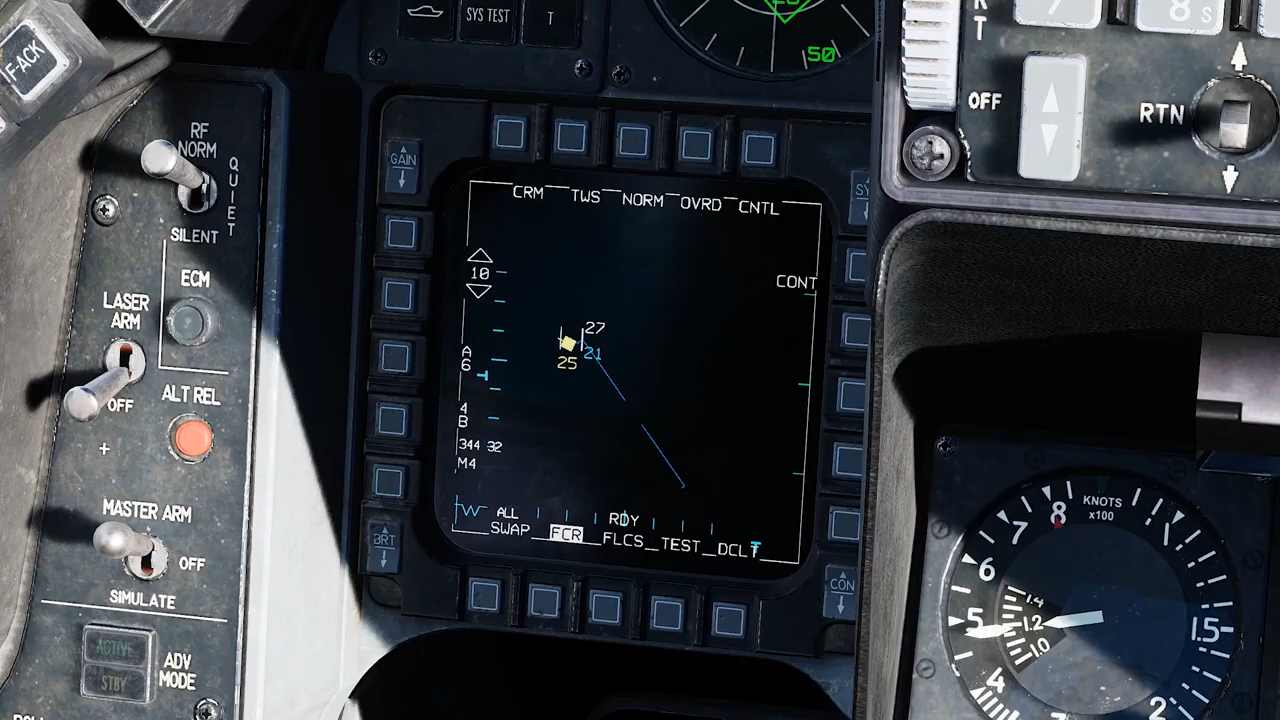 F-ACK
SYS TEST
T
50
OFF
RTN
8 S
RF
NORM
QUIET
SILENT
ECM
LASER
ARM
OFF
ALT REL
MASTER ARM
OFF
SIMULATE
ACTIVE
STBY
ADV
MODE
GAIN
BRT
CON
CRM TWS NORM OVRD CNTL
CONT
10
27
21
25
A
6
4
B
344 32
M4
W ALL
RDY
SWAP FCR FLCS TEST DCLT
KNOTS
x100
8
7
6
5
4
2
1.5
1.4
1.2
1.0